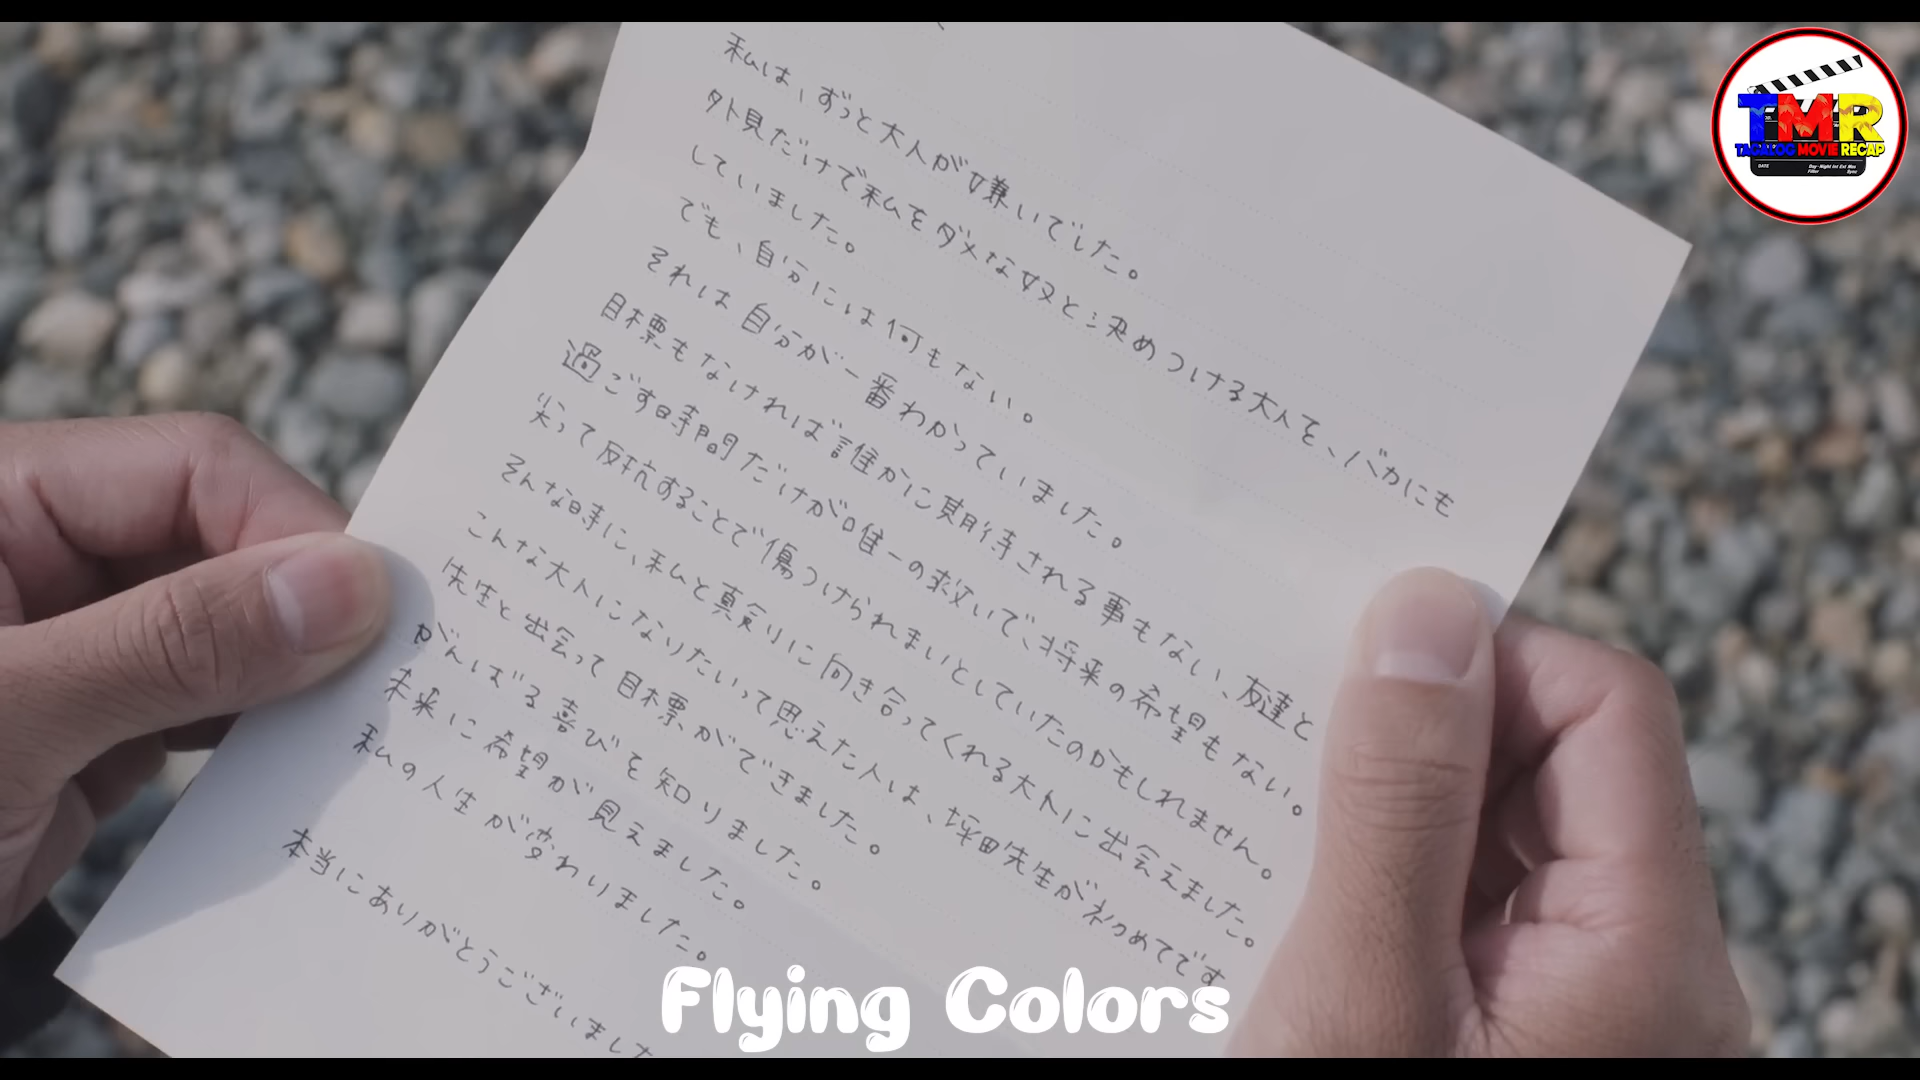 私は、ずっと大人が嫌いでした。
外見だけで私をダメな奴と決めつける大人を、バカにも
していました。
でも、自分には何もない。
それは自分が一番わかっていました。
目標もなければ誰かに期待される事もない、友達と
過ごす時間だけが唯一の救いで、将来の希望もない。
尖って反抗することで傷つけられまいとしていたのかもしれません。
そんな時に、私と真剣に向き合ってくれる大人に出会えました。
こんな大人になりたいって思えた人は、坪田先生が初めてです
先生と出会って目標ができました。
がんばる喜びを知りました。
未来に希望が見えました。
私の人生が変わりました。
本当にありがとうございました
Flying Colors
TMR
TAGALOG MOVIE RECAP